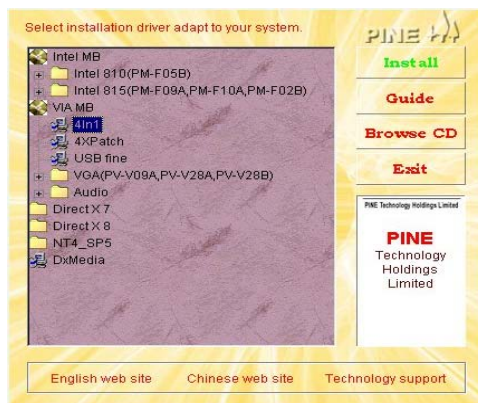 Select installation driver adapt to your system.
Intel MB
Intel 810(PM-F05B)
Intel 815(PM-F09A,PM-F10A,PM-F02B)
VIA MB
4In1
4XPatch
USB fine
VGA(PV-V09A,PV-V28A,PV-V28B)
Audio
Direct X 7
Direct X 8
NT4_SP5
DxMedia
PINE
Install
Guide
Browse CD
Exit
PINE Technology Holdings Limited
PINE
Technology
Holdings
Limited
English web site
Chinese web site
Technology support